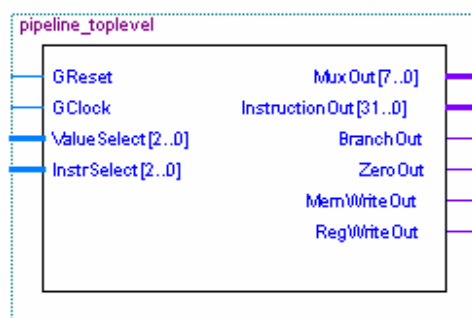 pipeline_toplevel
GReset MuxOut[7..0]
GClock InstructionOut[31..0]
ValueSelect[2..0] BranchOut
InstrSelect[2..0] ZeroOut
MemWriteOut
RegWriteOut